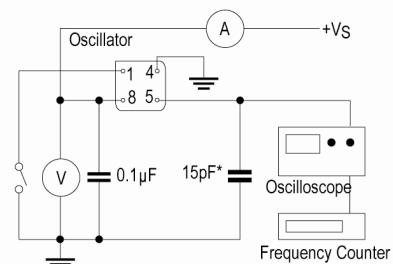 Oscillator
A
+VS
1 4
8 5
V
0.1µF
15pF*
Oscilloscope
Frequency Counter